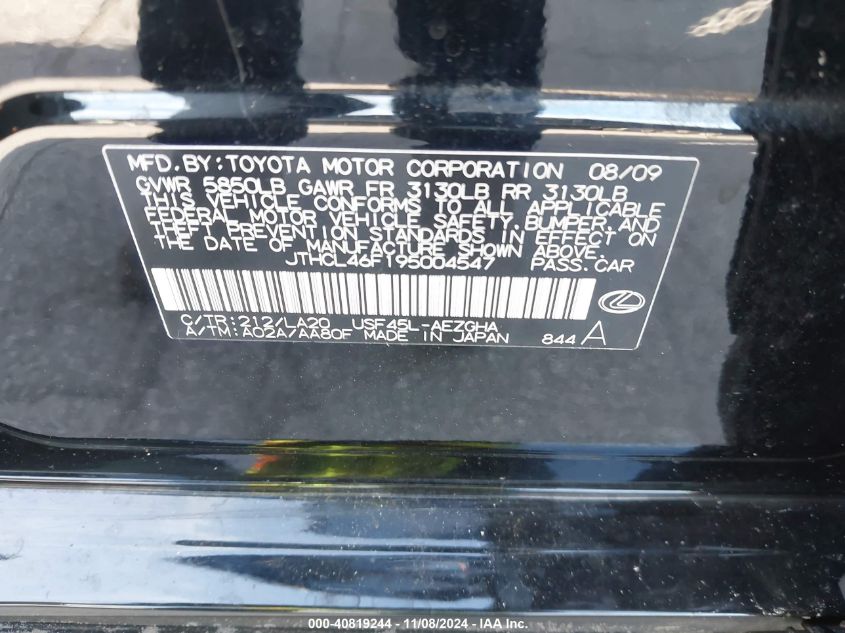 MFD. BY: TOYOTA MOTOR CORPORATION 08/09
GVWR 5850LB GAWR FR 3130LB RR 3130LB
THIS VEHICLE CONFORMS TO ALL APPLICABLE
FEDERAL MOTOR VEHICLE SAFETY, BUMPER, AND
THEFT PREVENTION STANDARDS IN EFFECT ON
THE DATE OF MANUFACTURE SHOWN ABOVE.
JTHCL46F195004547 PASS. CAR
C/TR: 212/LA20 USF45L-AEZGHA
A/TM: A02A/AA80F MADE IN JAPAN 844 A
000-40819244 - 11/08/2024 - IAA Inc.